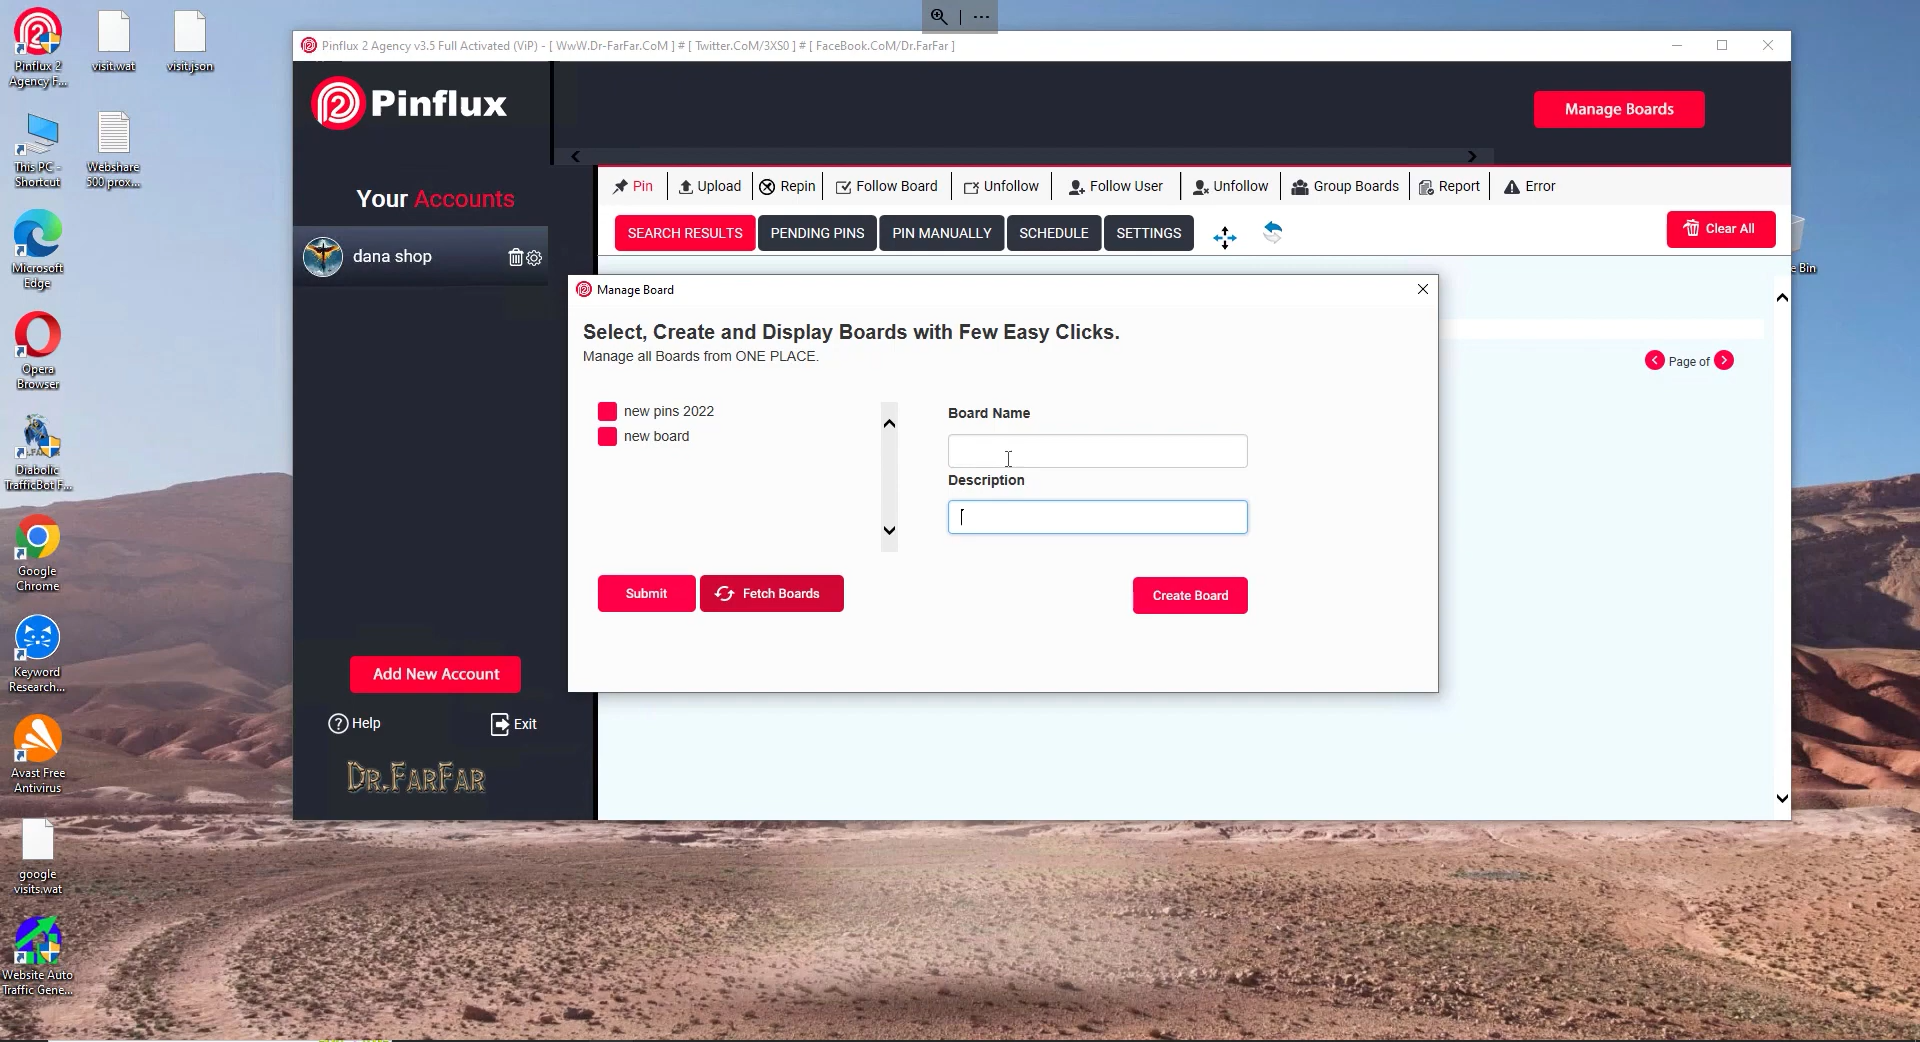 Pinflux 2 Agency v3.5 Full Activated (ViP) - [ WwW.Dr-FarFar.CoM ] # [ Twitter.CoM/3XS0 ] # [ FaceBook.CoM/Dr.FarFar ]
Pinflux 2
Agency F...
visit.wat
visit.json
This PC -
Shortcut
Webshare
500 prox...
Microsoft
Edge
Opera
Browser
Diabolic
TrafficBot F...
Google
Chrome
Keyword
Research...
Avast Free
Antivirus
google
visits.wat
Website Auto
Traffic Gene...
e Bin
Pinflux
Manage Boards
Your Accounts
dana shop
Add New Account
Help
Exit
DR.FARFAR
Pin
Upload
Repin
Follow Board
Unfollow
Follow User
Unfollow
Group Boards
Report
Error
SEARCH RESULTS
PENDING PINS
PIN MANUALLY
SCHEDULE
SETTINGS
Clear All
Page of
Manage Board
Select, Create and Display Boards with Few Easy Clicks.
Manage all Boards from ONE PLACE.
new pins 2022
new board
Board Name
Description
Submit
Fetch Boards
Create Board